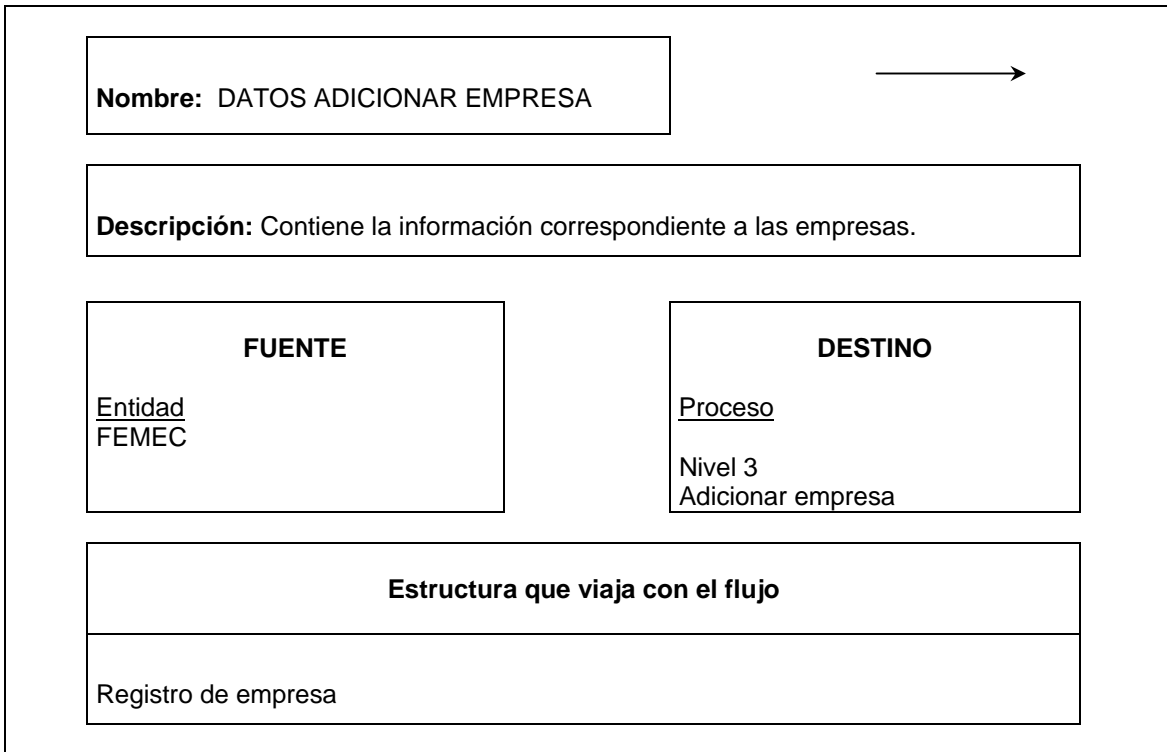 Nombre: DATOS ADICIONAR EMPRESA
Descripción: Contiene la información correspondiente a las empresas.
FUENTE
Entidad
FEMEC
DESTINO
Proceso
Nivel 3
Adicionar empresa
Estructura que viaja con el flujo
Registro de empresa